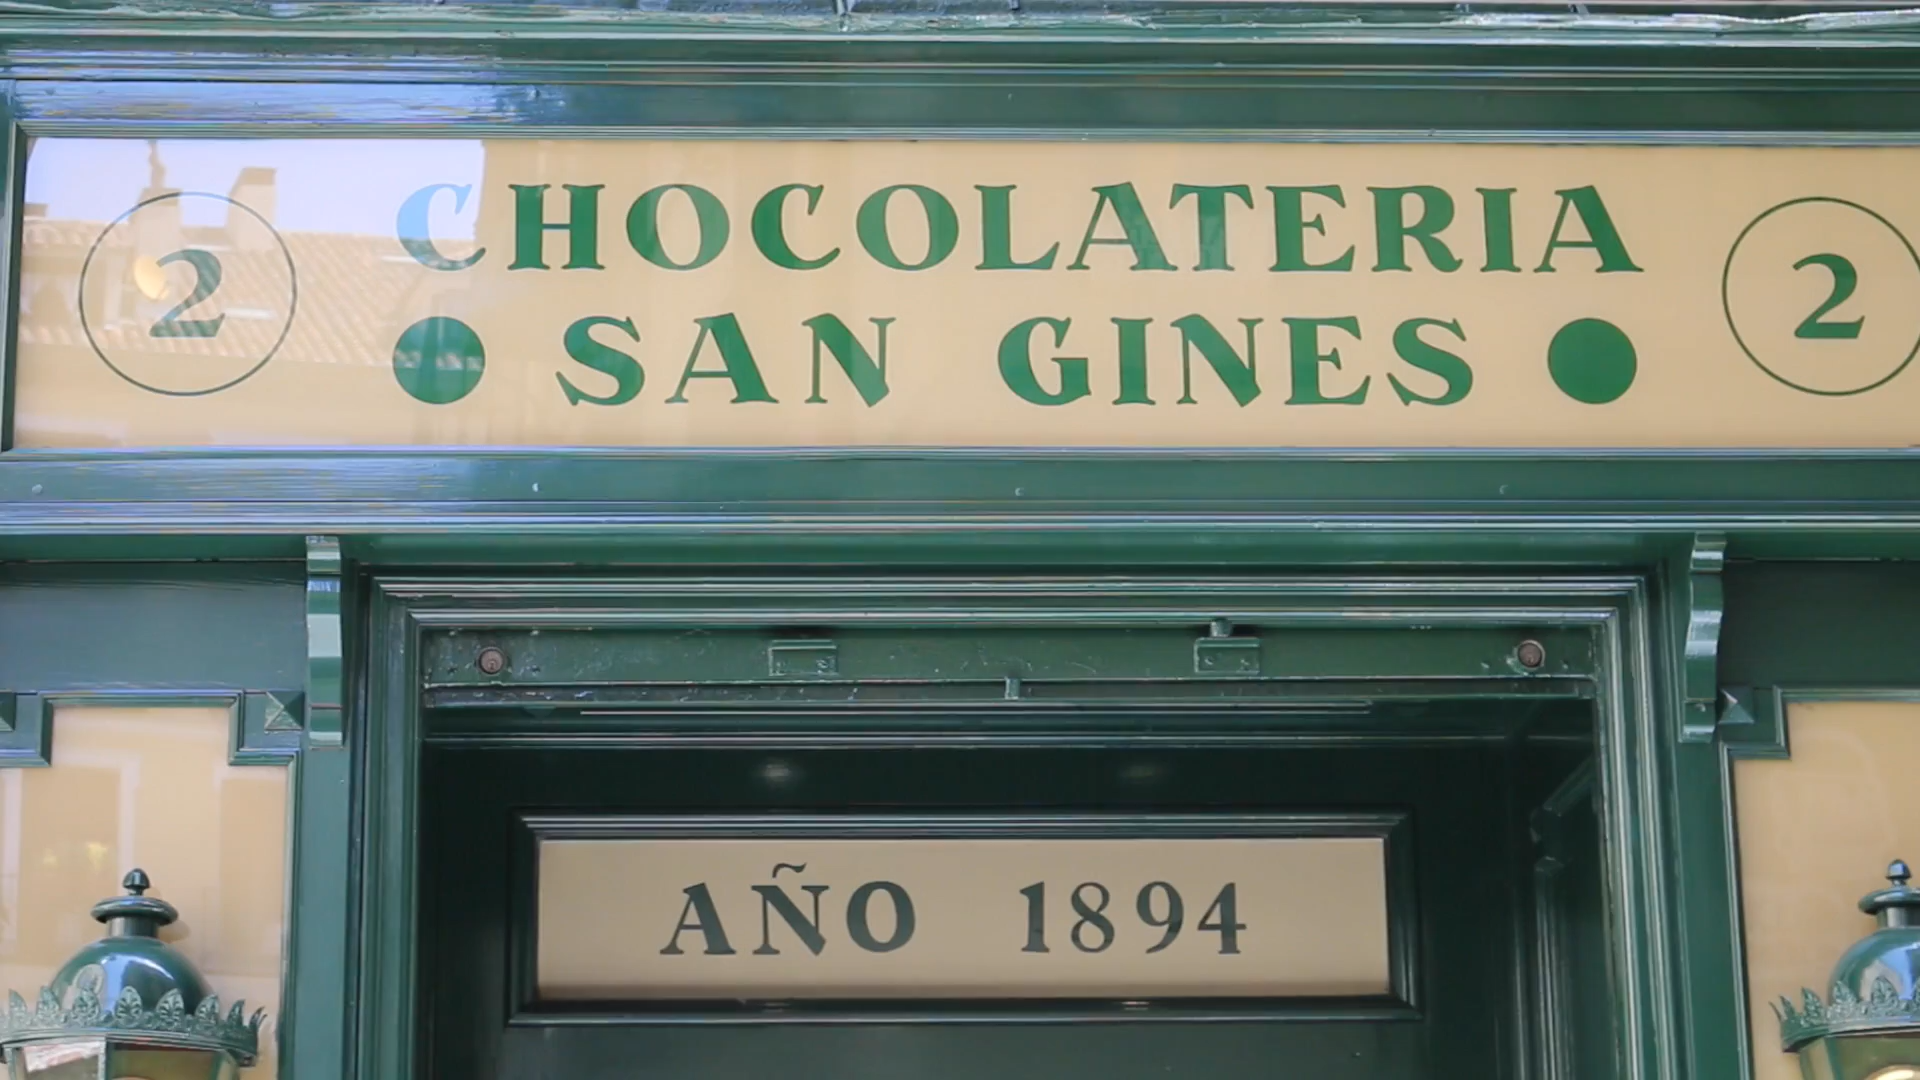 2 CHOCOLATERIA 2
• SAN GINES •
AÑO 1894